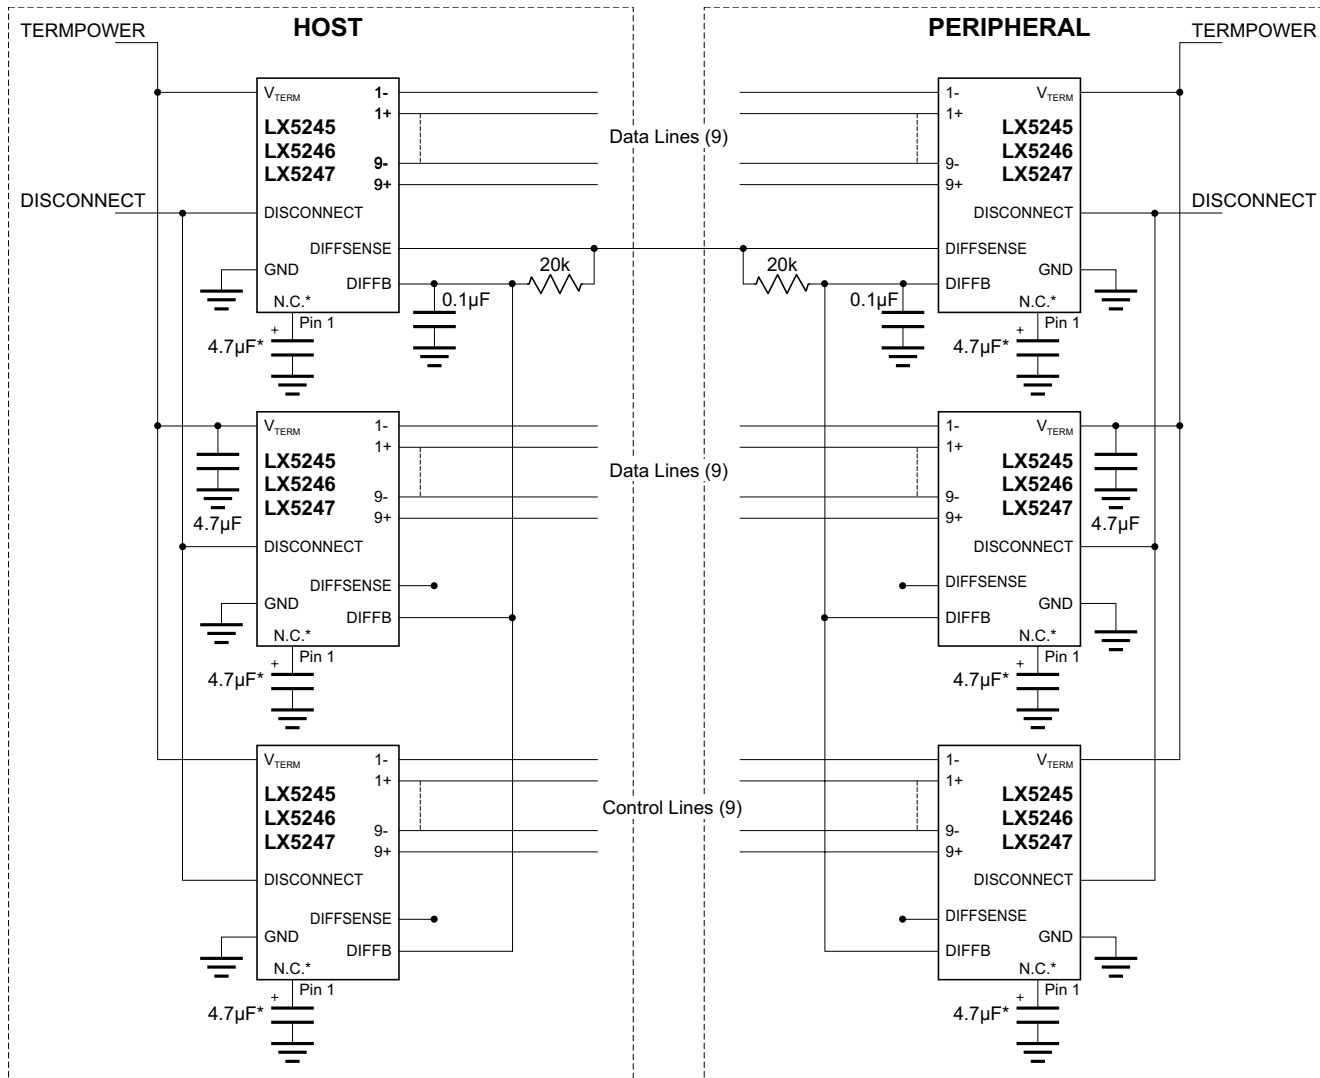 HOST
PERIPHERAL
TERMPOWER
TERMPOWER
VTERM
1-
1+
LX5245
LX5246
LX5247
9-
9+
DISCONNECT
DISCONNECT
DIFFSENSE
GND
DIFFB
N.C.*
Pin 1
+
4.7µF*
0.1µF
20k
Data Lines (9)
20k
0.1µF
1-
1+
VTERM
LX5245
LX5246
LX5247
9-
9+
DISCONNECT
DISCONNECT
DIFFSENSE
GND
DIFFB
N.C.*
Pin 1
+
4.7µF*
VTERM
1-
1+
LX5245
LX5246
LX5247
9-
9+
4.7µF
DISCONNECT
DIFFSENSE
GND
DIFFB
N.C.*
Pin 1
+
4.7µF*
Data Lines (9)
1-
1+
VTERM
LX5245
LX5246
LX5247
9-
9+
4.7µF
DISCONNECT
DIFFSENSE
GND
DIFFB
N.C.*
Pin 1
+
4.7µF*
VTERM
1-
1+
LX5245
LX5246
LX5247
9-
9+
DISCONNECT
DIFFSENSE
GND
DIFFB
N.C.*
Pin 1
+
4.7µF*
Control Lines (9)
1-
1+
VTERM
LX5245
LX5246
LX5247
9-
9+
DISCONNECT
DIFFSENSE
GND
DIFFB
N.C.*
Pin 1
+
4.7µF*